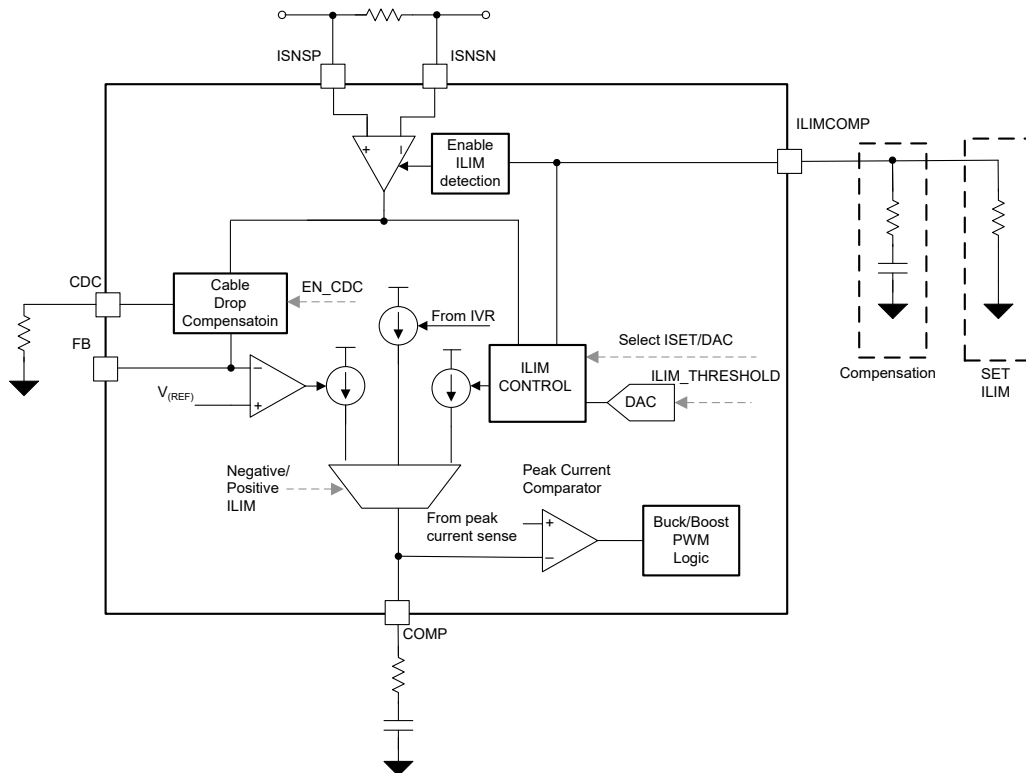 ISNSP
ISNSN
ILIMCOMP
+
–
Enable
ILIM
detection
CDC
Cable
Drop
Compensatoin
EN_CDC
From IVR
FB
Select ISET/DAC
ILIM
CONTROL
ILIM_THRESHOLD
DAC
Compensation
SET
ILIM
–
+
V(REF)
Negative/
Positive
ILIM
Peak Current
Comparator
From peak
current sense
+
–
Buck/Boost
PWM
Logic
COMP